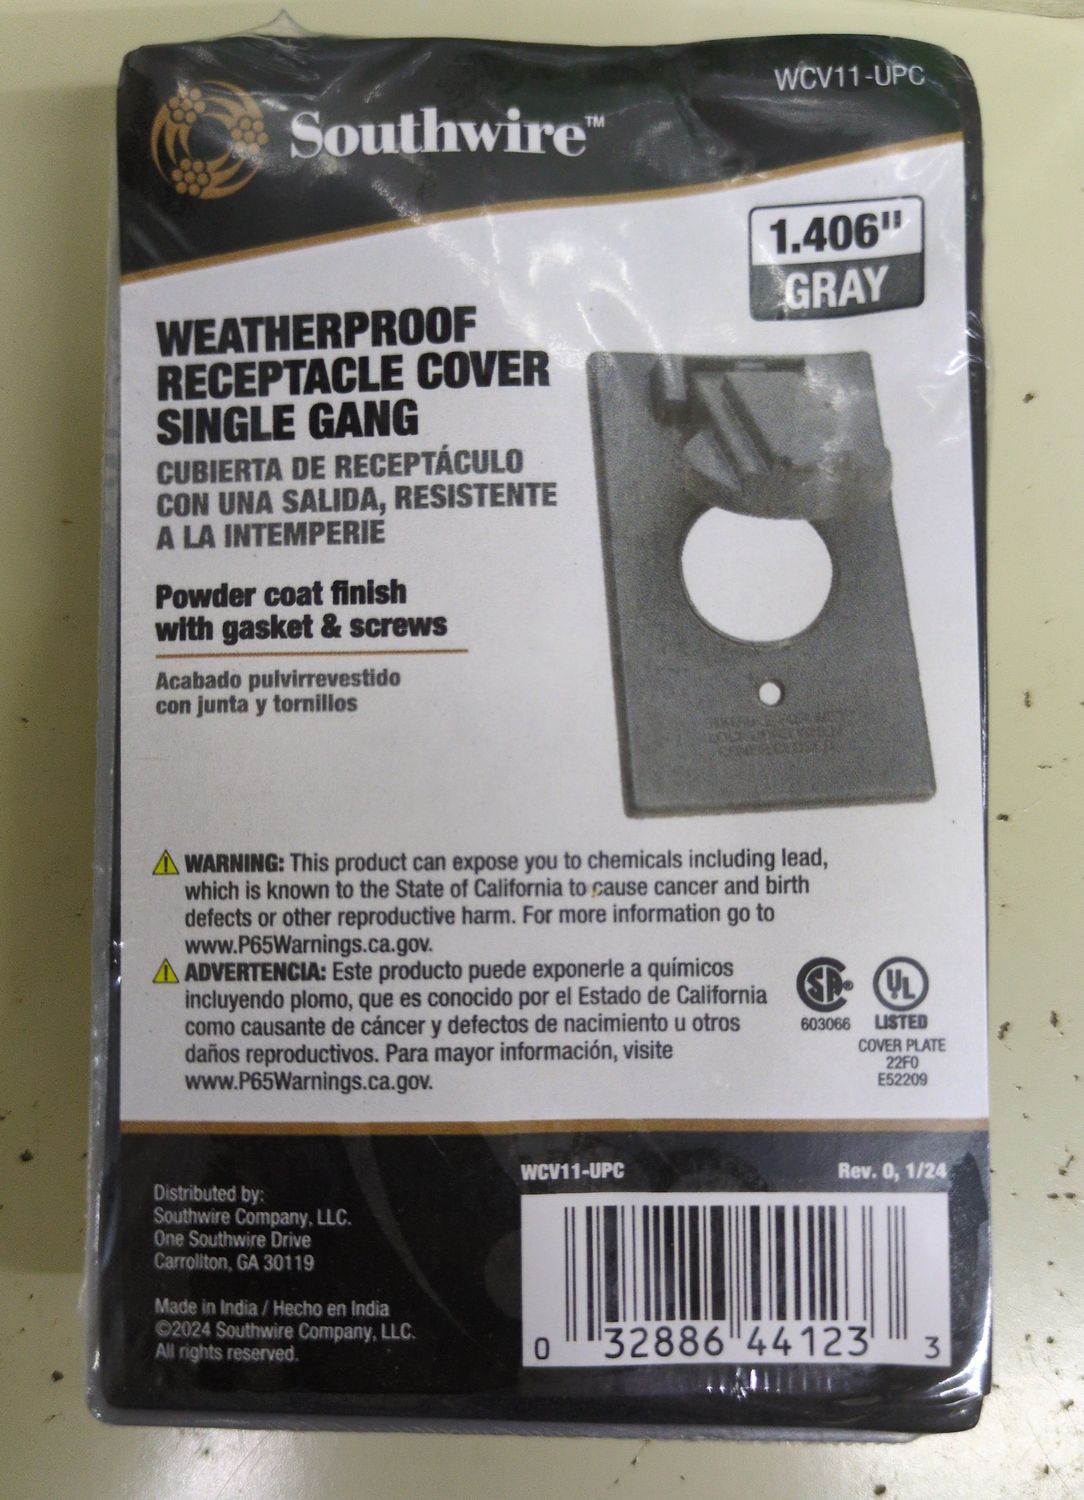 WCV11-UPC
Southwire™
1.406"
GRAY
WEATHERPROOF
RECEPTACLE COVER
SINGLE GANG
CUBIERTA DE RECEPTÁCULO
CON UNA SALIDA, RESISTENTE
A LA INTEMPERIE
Powder coat finish
with gasket & screws
Acabado pulvirrevestido
con junta y tornillos
WARNING: This product can expose you to chemicals including lead,
which is known to the State of California to cause cancer and birth
defects or other reproductive harm. For more information go to
www.P65Warnings.ca.gov.
ADVERTENCIA: Este producto puede exponerle a químicos
incluyendo plomo, que es conocido por el Estado de California
como causante de cáncer y defectos de nacimiento u otros
daños reproductivos. Para mayor información, visite
www.P65Warnings.ca.gov.
SA®
603066
UL
LISTED
COVER PLATE
22F0
E52209
Distributed by:
Southwire Company, LLC.
One Southwire Drive
Carrollton, GA 30119
Made in India / Hecho en India
©2024 Southwire Company, LLC.
All rights reserved.
WCV11-UPC Rev. 0, 1/24
0 32886 44123 3